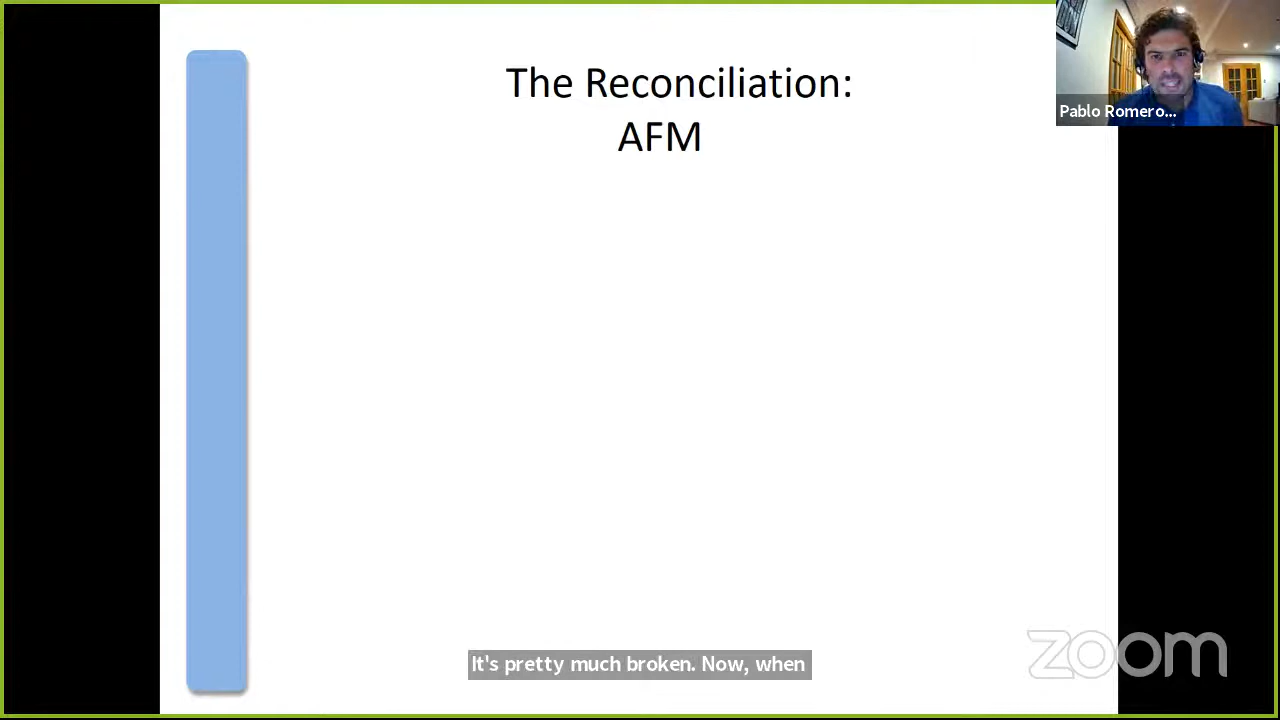 The Reconciliation:
AFM
Pablo Romero...
It's pretty much broken. Now, when
zoom